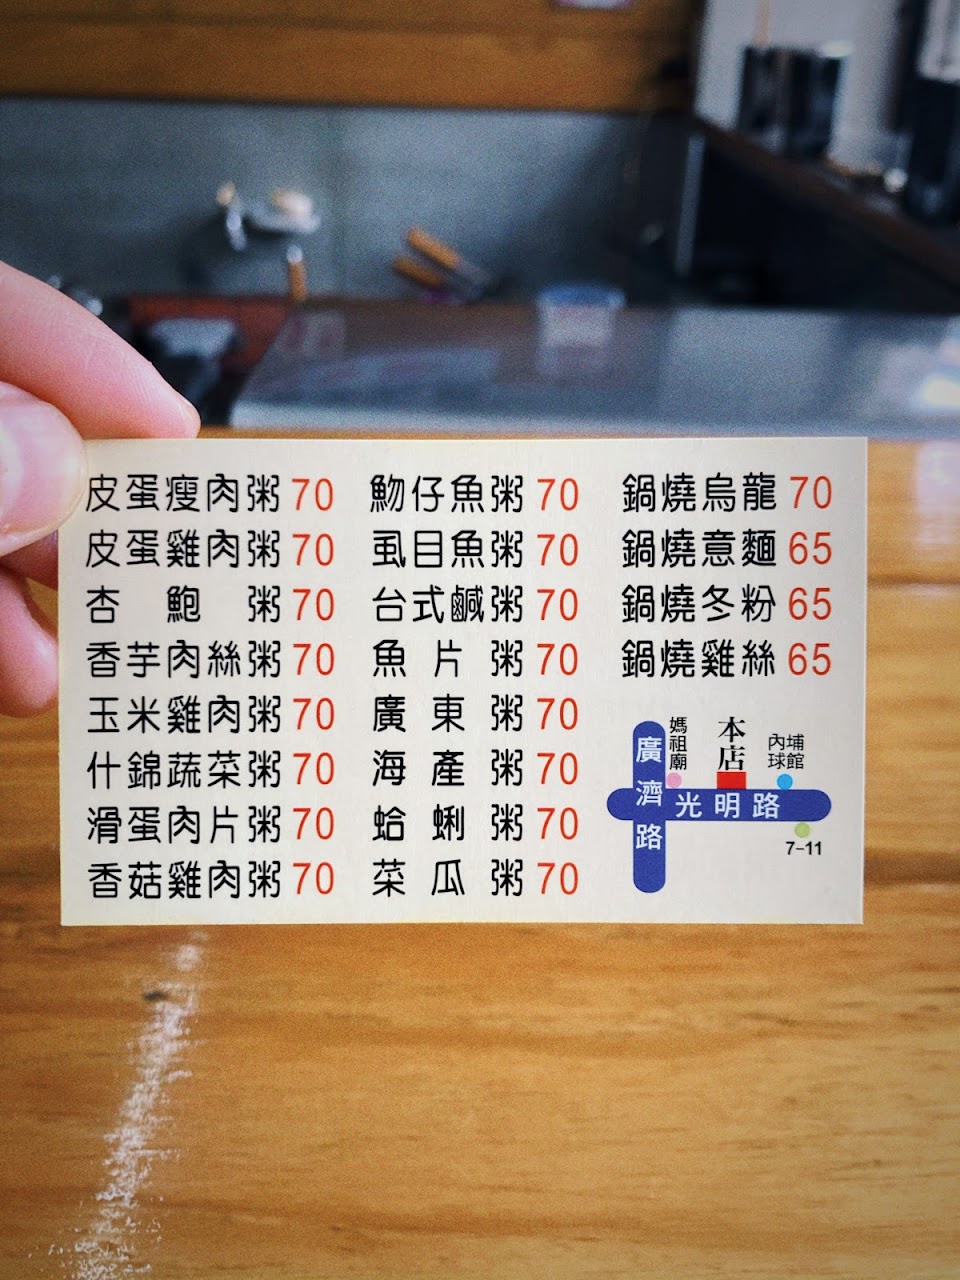 皮蛋瘦肉粥 70
皮蛋雞肉粥 70
杏鮑粥 70
香芋肉絲粥 70
玉米雞肉粥 70
什錦蔬菜粥 70
滑蛋肉片粥 70
香菇雞肉粥 70
魩仔魚粥 70
虱目魚粥 70
台式鹹粥 70
魚片粥 70
廣東粥 70
海產粥 70
蛤蜊粥 70
菜瓜粥 70
鍋燒烏龍 70
鍋燒意麵 65
鍋燒冬粉 65
鍋燒雞絲 65
媽祖廟
本店
內埔球館
廣濟路
光明路
7-11